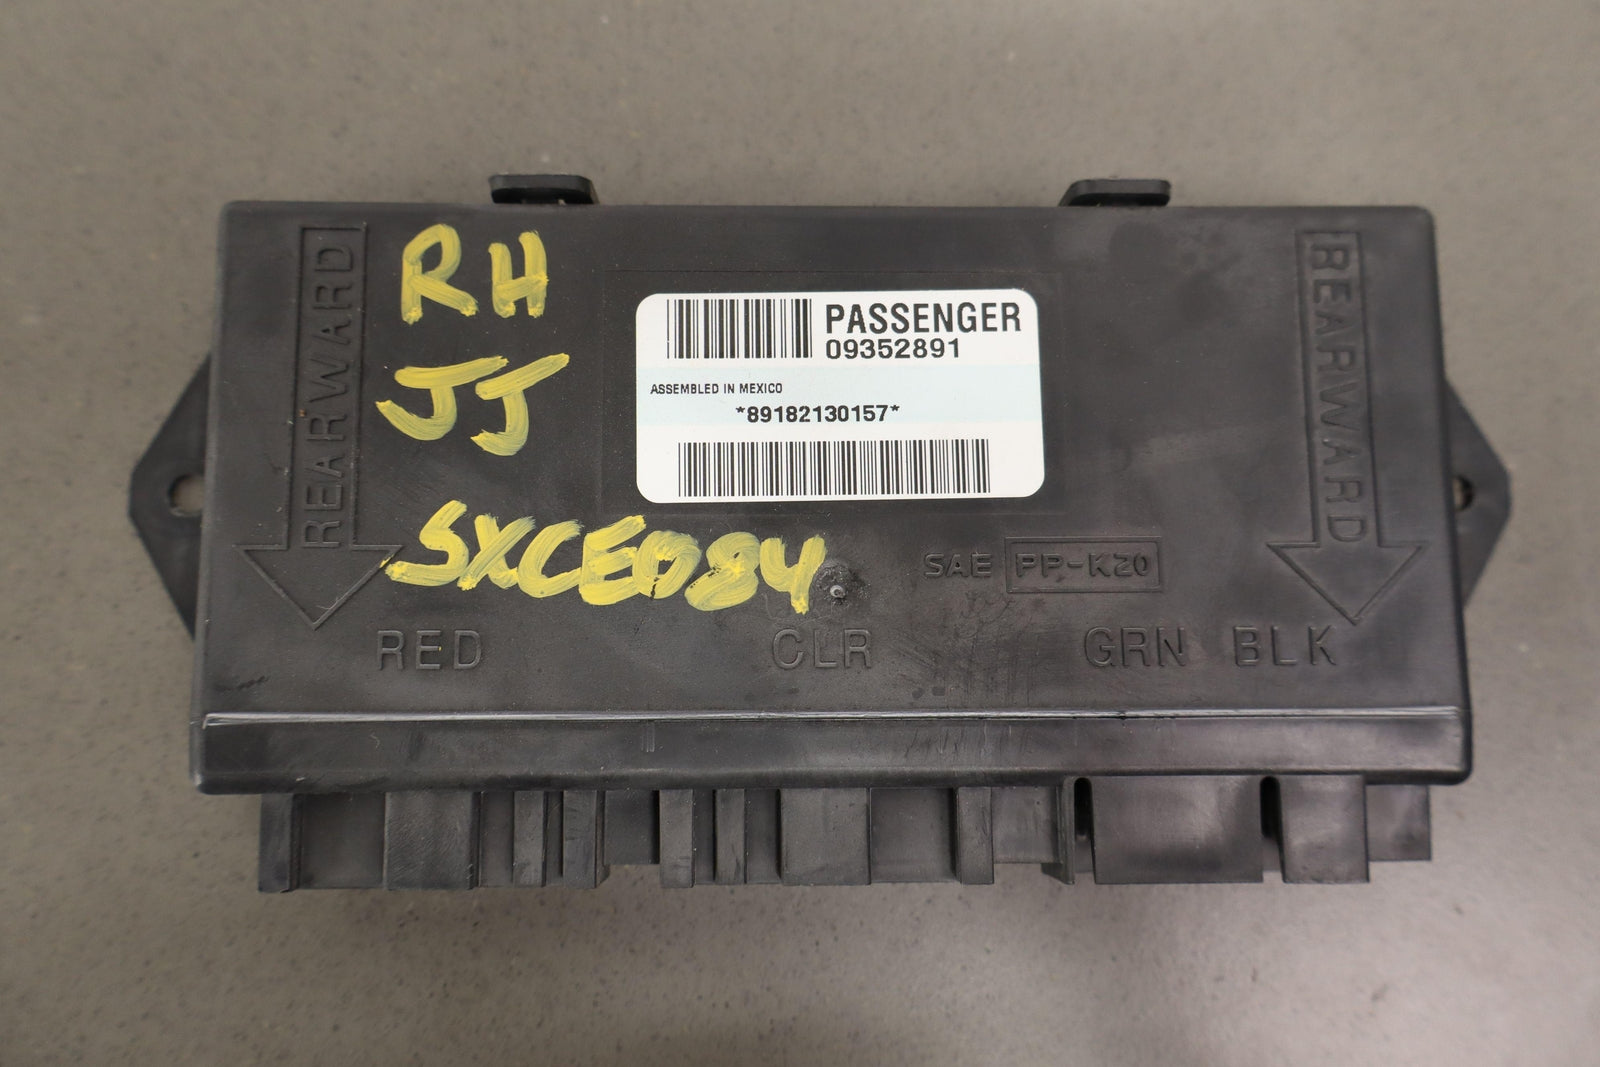 REARWARD
RH
JJ
SXCE084
PASSENGER
09352891
ASSEMBLED IN MEXICO
*89182130157*
REARWARD
SAE PP-K20
RED CLR GRN BLK